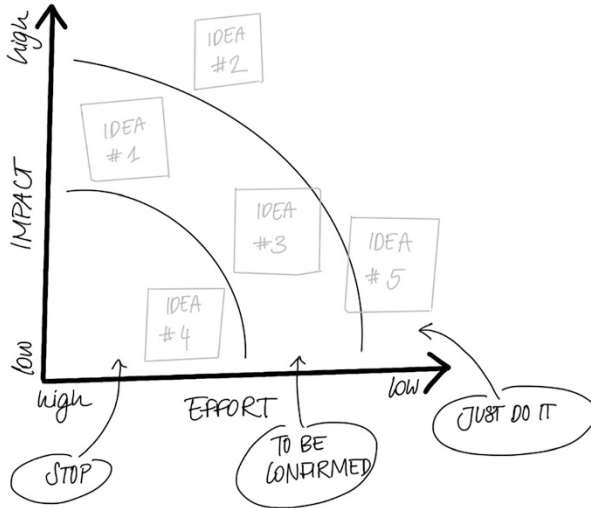 high
IDEA
#2
IDEA
#1
IMPACT
IDEA
#3
IDEA
#5
IDEA
#4
low
high
EFFORT
low
STOP
TO BE
CONFIRMED
JUST DO IT